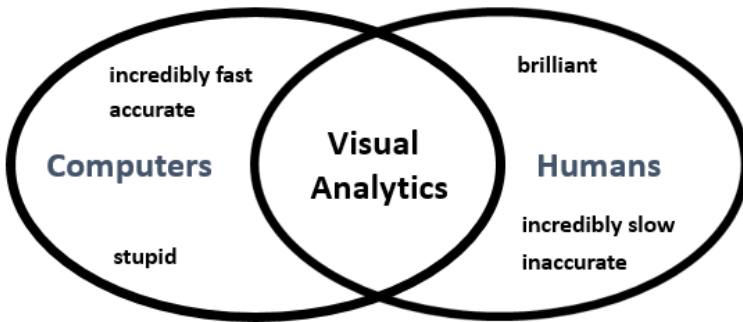 incredibly fast
accurate
Computers
stupid
Visual
Analytics
brilliant
Humans
incredibly slow
inaccurate